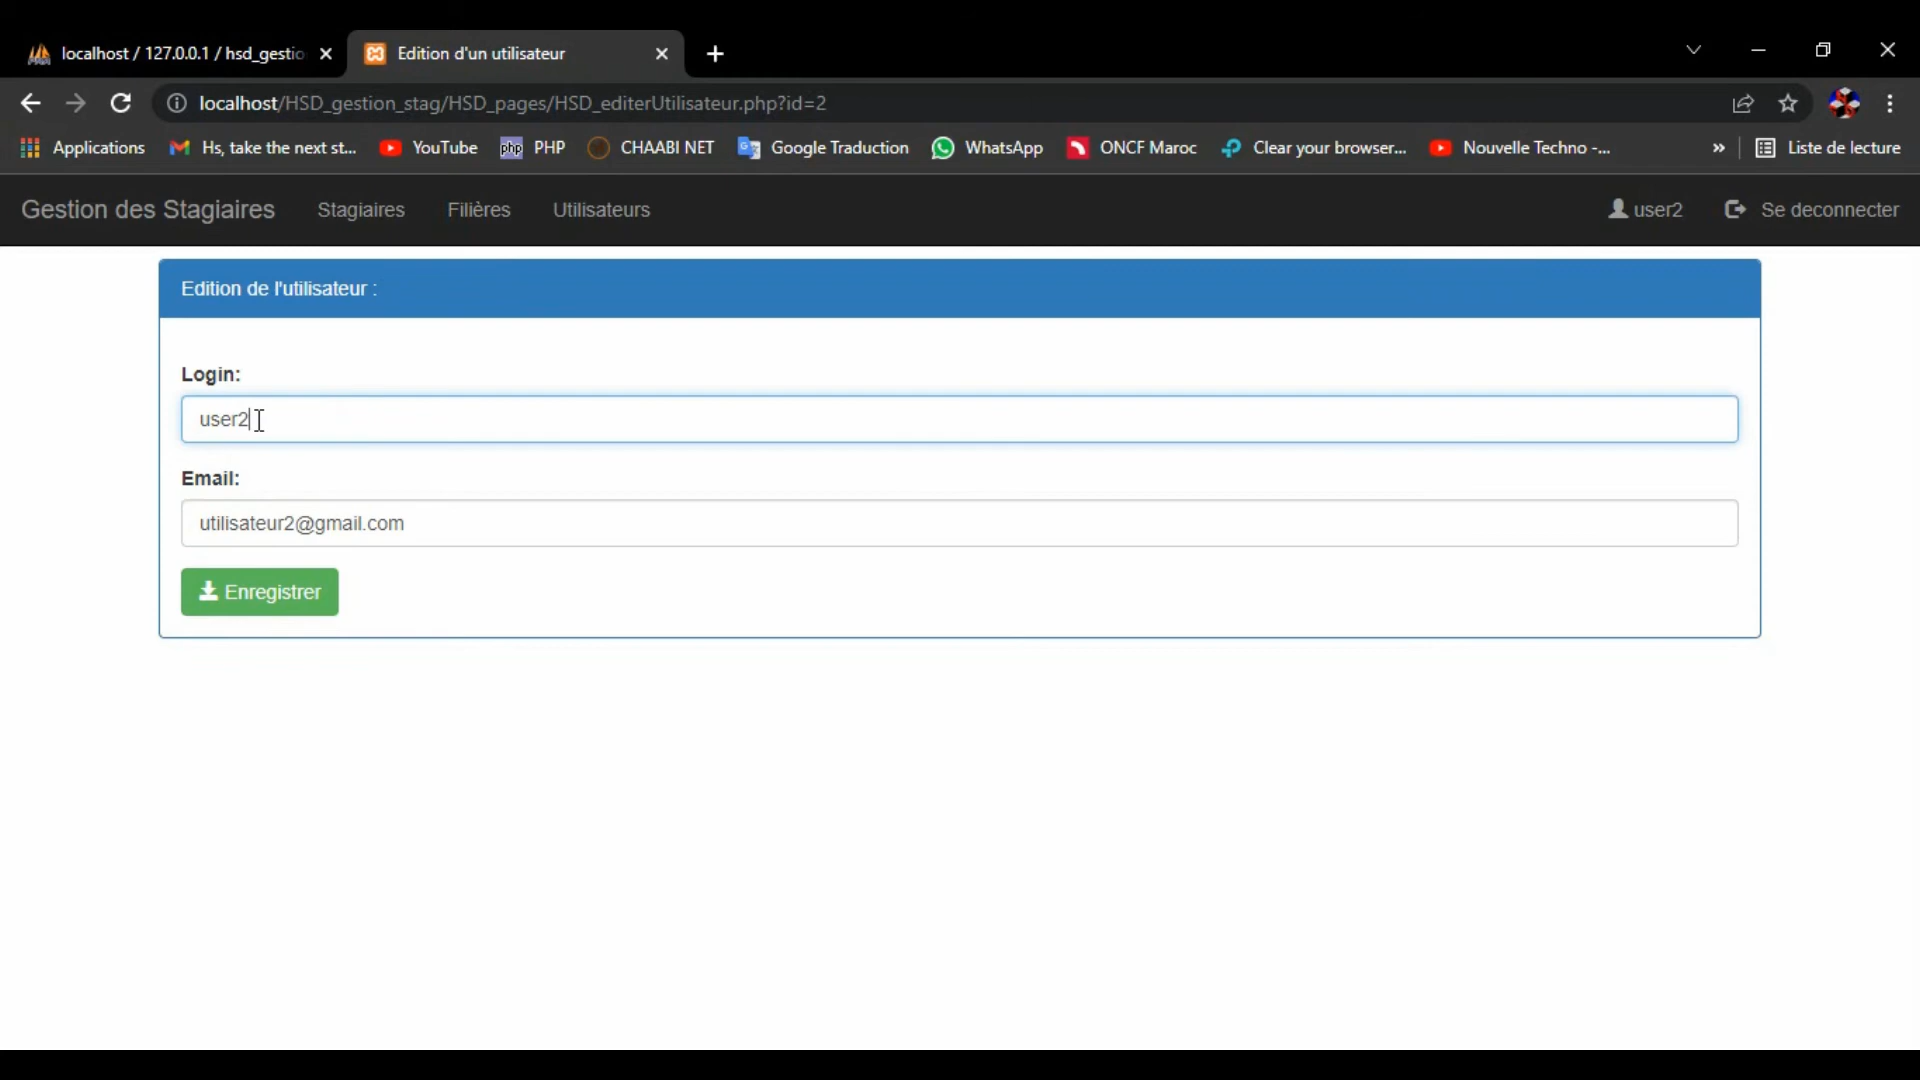 localhost / 127.0.0.1 / hsd_gestio
Edition d'un utilisateur
localhost/HSD_gestion_stag/HSD_pages/HSD_editerUtilisateur.php?id=2
Applications Hs, take the next st... YouTube php PHP CHAABI NET Google Traduction WhatsApp ONCF Maroc Clear your browser... Nouvelle Techno -... » Liste de lecture
Gestion des Stagiaires Stagiaires Filières Utilisateurs user2 Se deconnecter
Edition de l'utilisateur :
Login:
user2
Email:
utilisateur2@gmail.com
Enregistrer